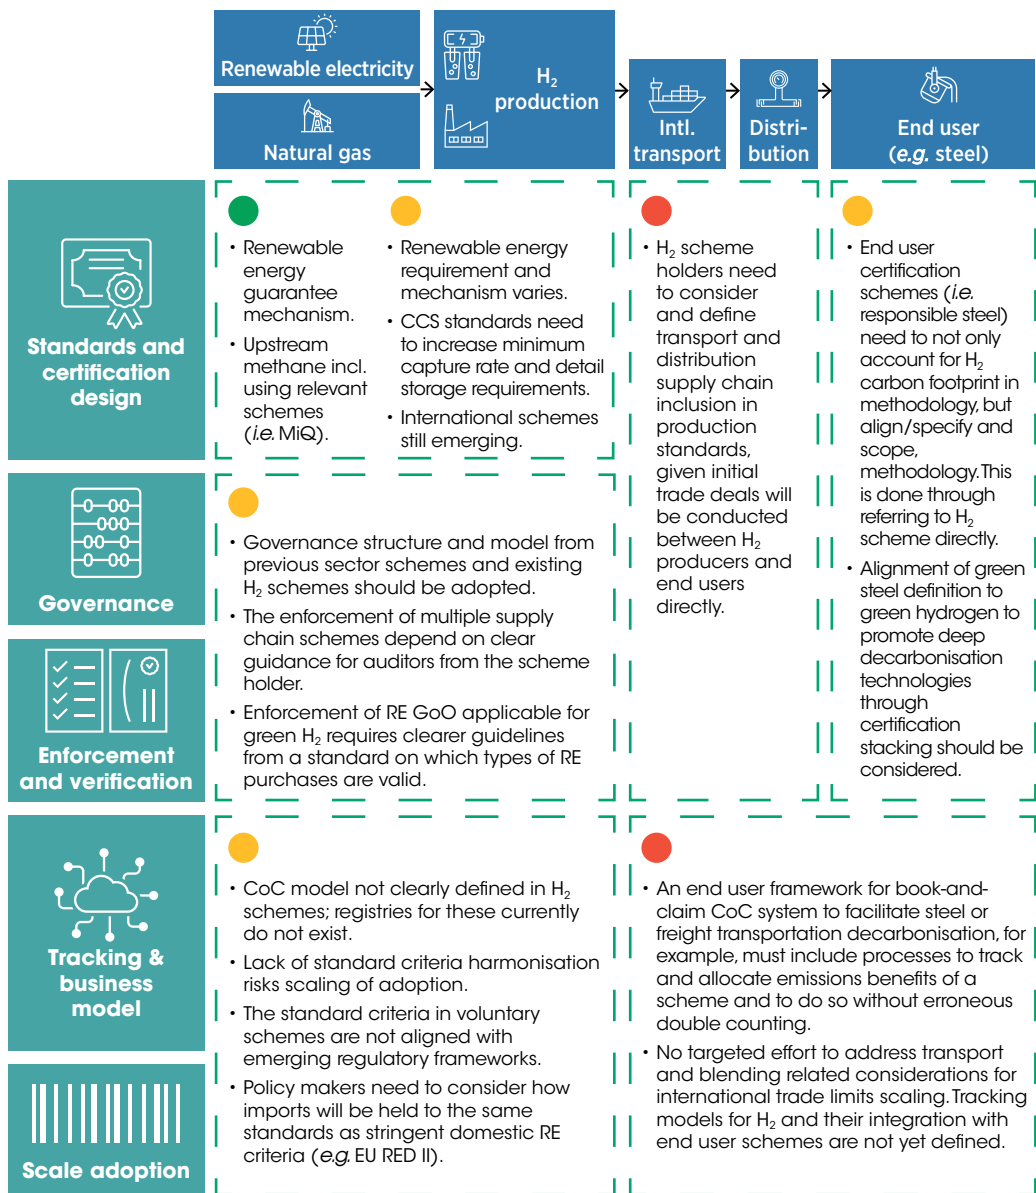 Renewable electricity
Natural gas
H₂
production
Intl.
transport
Distri-
bution
End user
(e.g. steel)
Standards and
certification
design
• Renewable
energy
guarantee
mechanism.
• Upstream
methane incl.
using relevant
schemes
(i.e. MiQ).
• Renewable energy
requirement and
mechanism varies.
• CCS standards need
to increase minimum
capture rate and detail
storage requirements.
• International schemes
still emerging.
• H₂ scheme
holders need
to consider
and define
transport and
distribution
supply chain
inclusion in
production
standards,
given initial
trade deals will
be conducted
between H₂
producers and
end users
directly.
• End user
certification
schemes (i.e.
responsible steel)
need to not only
account for H₂
carbon footprint in
methodology, but
align/specify and
scope,
methodology. This
is done through
referring to H₂
scheme directly.
• Alignment of green
steel definition to
green hydrogen to
promote deep
decarbonisation
technologies
through
certification
stacking should be
considered.
Governance
Enforcement
and verification
• Governance structure and model from
previous sector schemes and existing
H₂ schemes should be adopted.
• The enforcement of multiple supply
chain schemes depend on clear
guidance for auditors from the scheme
holder.
• Enforcement of RE GoO applicable for
green H₂ requires clearer guidelines
from a standard on which types of RE
purchases are valid.
Tracking &
business
model
Scale adoption
• CoC model not clearly defined in H₂
schemes; registries for these currently
do not exist.
• Lack of standard criteria harmonisation
risks scaling of adoption.
• The standard criteria in voluntary
schemes are not aligned with
emerging regulatory frameworks.
• Policy makers need to consider how
imports will be held to the same
standards as stringent domestic RE
criteria (e.g. EU RED II).
• An end user framework for book-and-
claim CoC system to facilitate steel or
freight transportation decarbonisation, for
example, must include processes to track
and allocate emissions benefits of a
scheme and to do so without erroneous
double counting.
• No targeted effort to address transport
and blending related considerations for
international trade limits scaling. Tracking
models for H₂ and their integration with
end user schemes are not yet defined.